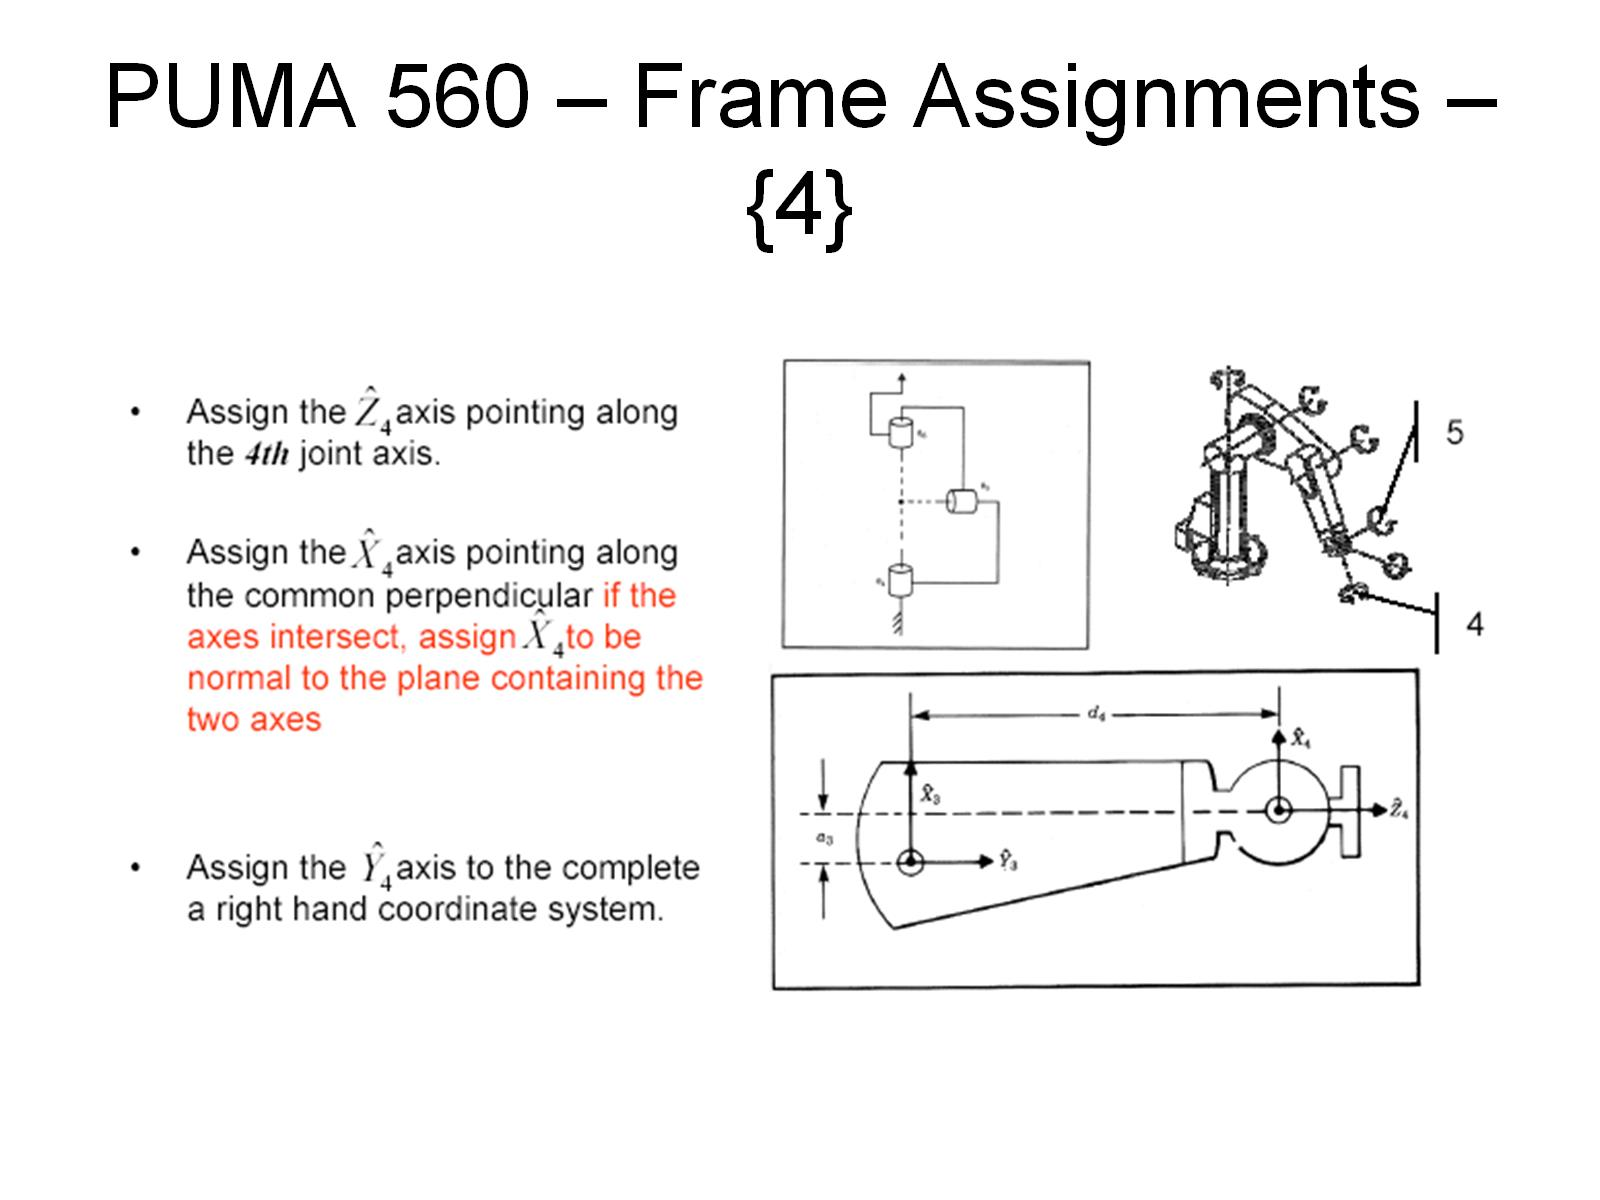 PUMA 560 – Frame Assignments –
{4}
• Assign the Ẑ₄ axis pointing along
the 4th joint axis.
• Assign the X̂₄ axis pointing along
the common perpendicular if the
axes intersect, assign X̂₄ to be
normal to the plane containing the
two axes
• Assign the Ŷ₄ axis to the complete
a right hand coordinate system.
5
4
d₄
X̂₄
X̂₃
Ẑ₄
a₃
Ŷ₃